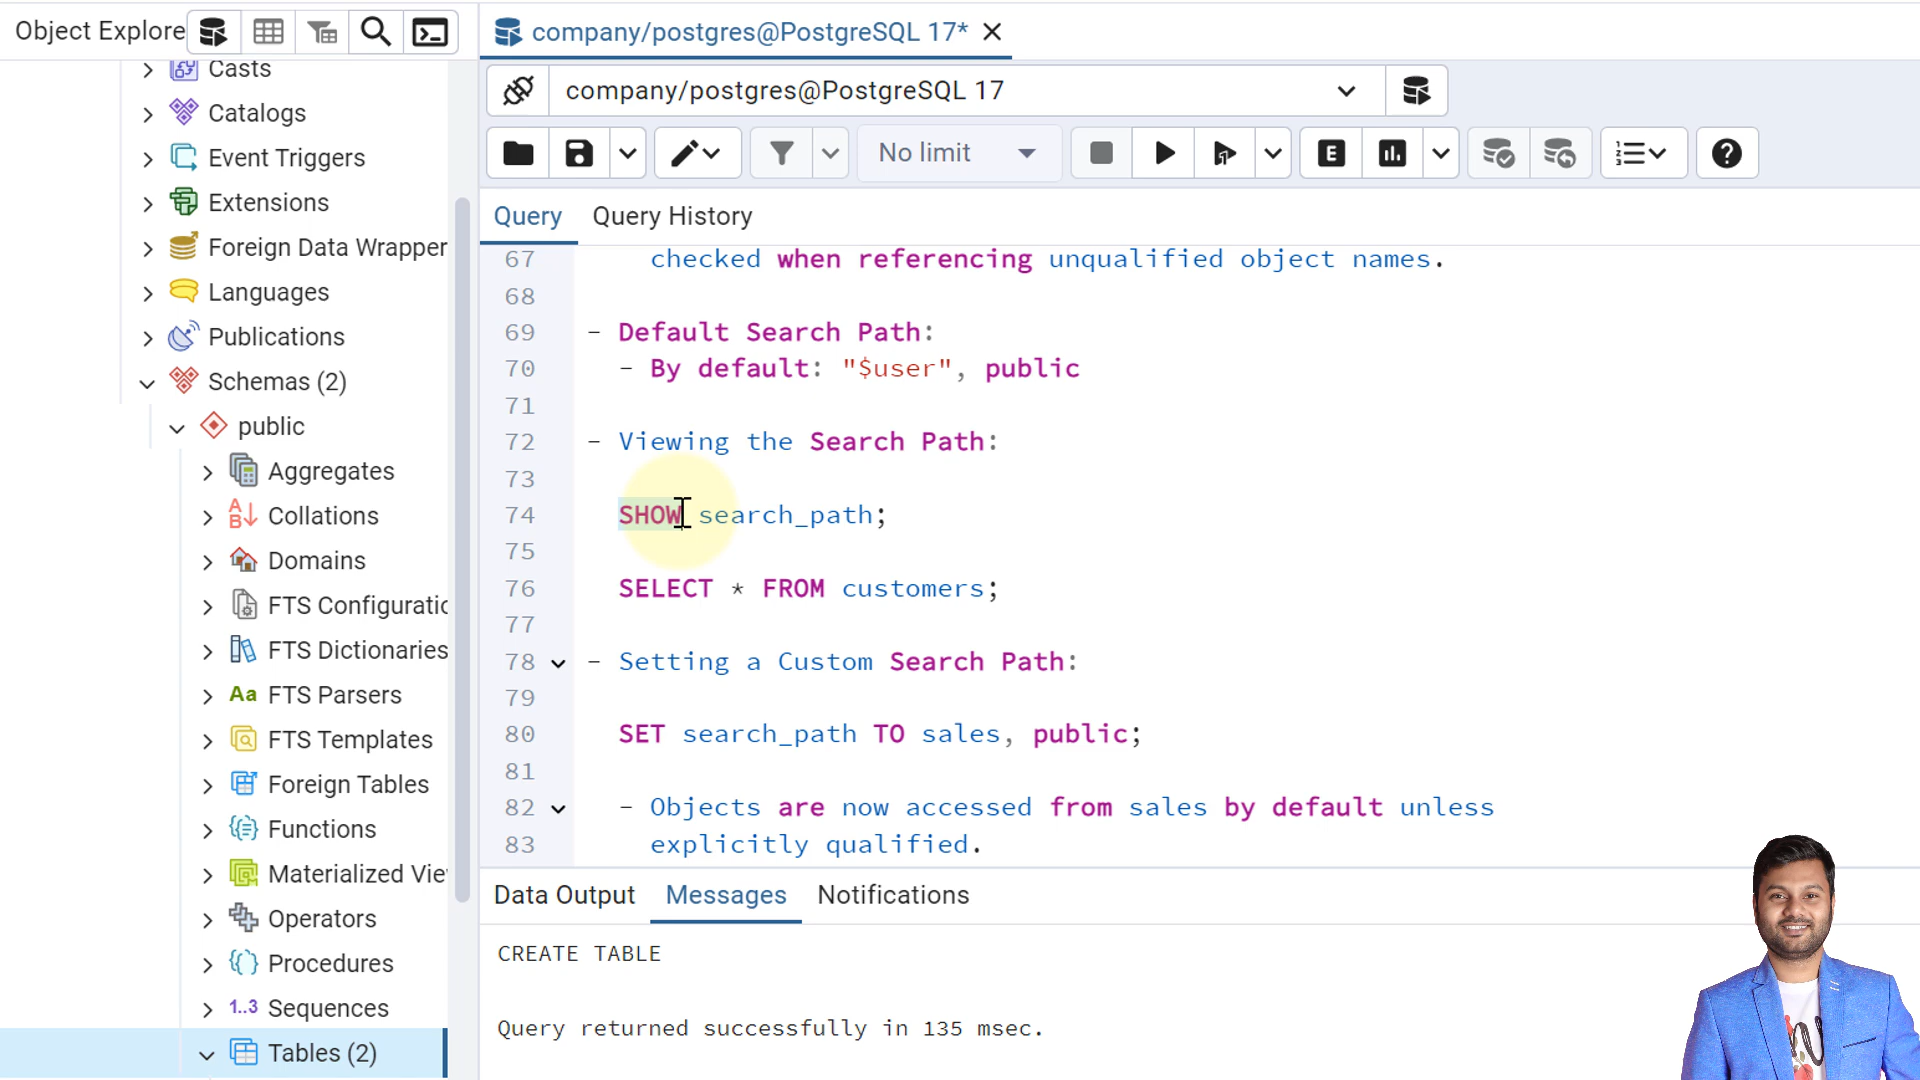 Object Explore
company/postgres@PostgreSQL 17*
company/postgres@PostgreSQL 17
No limit
E
Query
Query History
Casts
Catalogs
Event Triggers
Extensions
Foreign Data Wrapper
Languages
Publications
Schemas (2)
public
Aggregates
Collations
Domains
FTS Configuratio
FTS Dictionaries
Aa FTS Parsers
FTS Templates
Foreign Tables
Functions
Materialized Vie
Operators
Procedures
1..3 Sequences
Tables (2)
67 checked when referencing unqualified object names.
68
69 - Default Search Path:
70 - By default: "$user", public
71
72 - Viewing the Search Path:
73
74 SHOW search_path;
75
76 SELECT * FROM customers;
77
78 - Setting a Custom Search Path:
79
80 SET search_path TO sales, public;
81
82 - Objects are now accessed from sales by default unless
83 explicitly qualified.
Data Output
Messages
Notifications
CREATE TABLE
Query returned successfully in 135 msec.